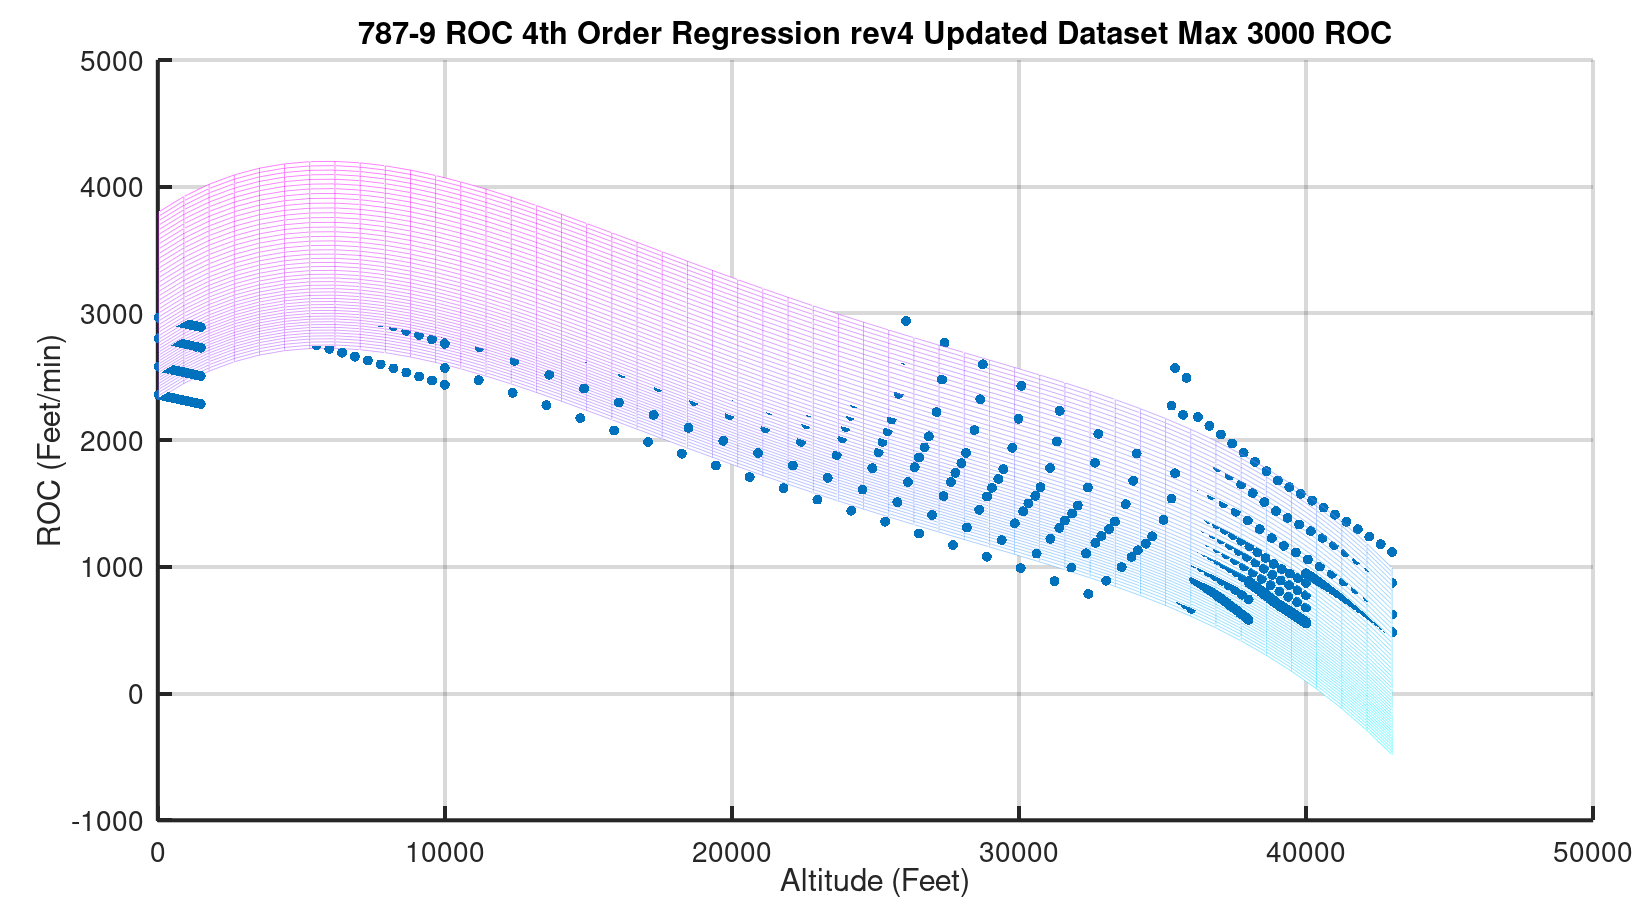 787-9 ROC 4th Order Regression rev4 Updated Dataset Max 3000 ROC
5000
4000
3000
2000
1000
0
-1000
ROC (Feet/min)
0 10000 20000 30000 40000 50000
Altitude (Feet)